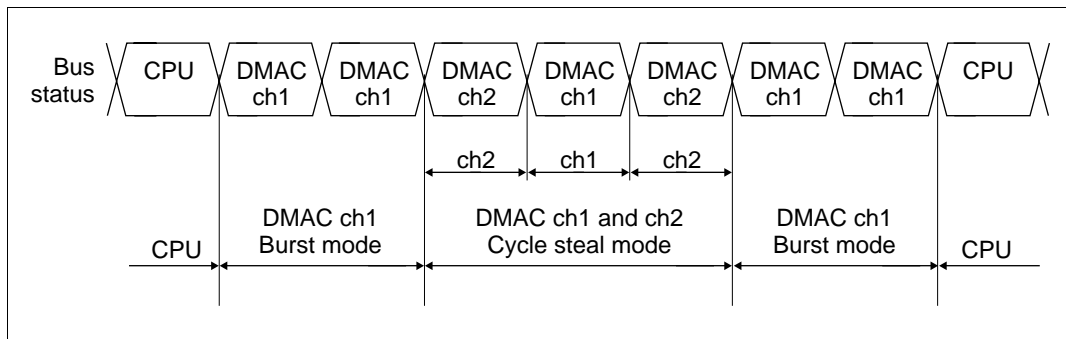 Bus status
CPU
DMAC ch1
DMAC ch1
DMAC ch2
DMAC ch1
DMAC ch2
DMAC ch1
DMAC ch1
CPU
ch2
ch1
ch2
CPU
DMAC ch1
Burst mode
DMAC ch1 and ch2
Cycle steal mode
DMAC ch1
Burst mode
CPU